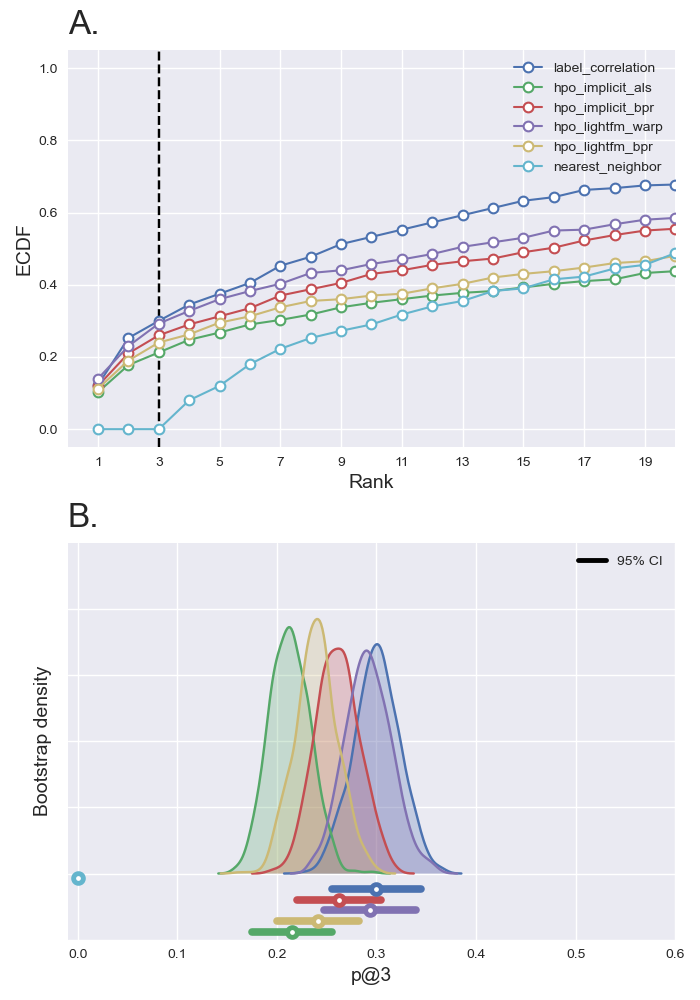 A.
1.0
0.8
0.6
0.4
0.2
0.0
ECDF
label_correlation
hpo_implicit_als
hpo_implicit_bpr
hpo_lightfm_warp
hpo_lightfm_bpr
nearest_neighbor
1 3 5 7 9 11 13 15 17 19
Rank
B.
95% CI
Bootstrap density
0.0 0.1 0.2 0.3 0.4 0.5 0.6
p@3